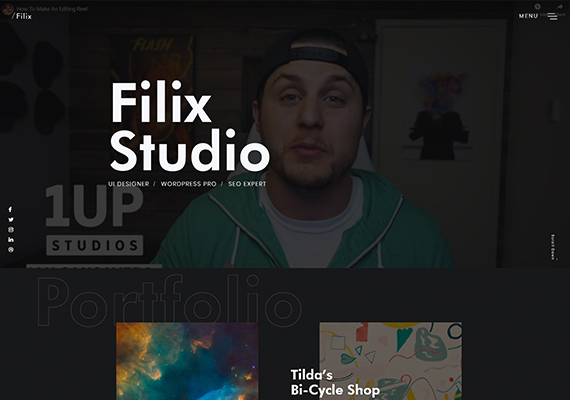 How To Make An Editing Reel
/Filix
MENU
FLASH
Filix
Studio
UI DESIGNER / WORDPRESS PRO / SEO EXPERT
1UP
STUDIOS
Scroll Down
Portfolio
Tilda's
Bi-Cycle Shop